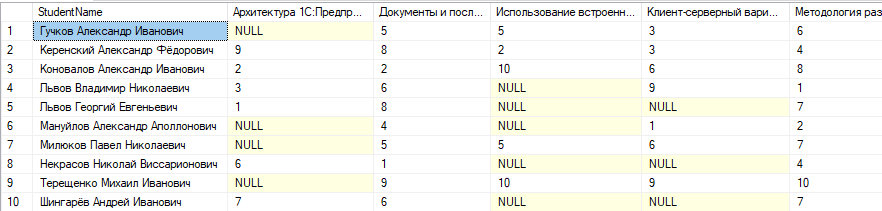 StudentName Архитектура 1С:Предпр... Документы и посл... Использование встроенн... Клиент-серверный вари... Методология раз
1 Гучков Александр Иванович NULL 5 5 3 6
2 Керенский Александр Фёдорович 9 8 2 3 4
3 Коновалов Александр Иванович 2 2 10 6 8
4 Львов Владимир Николаевич 3 6 NULL 9 1
5 Львов Георгий Евгеньевич 1 8 NULL NULL 7
6 Мануйлов Александр Аполлонович NULL 4 NULL 1 2
7 Милюков Павел Николаевич NULL 5 5 6 7
8 Некрасов Николай Виссарионович 6 1 NULL NULL 4
9 Терещенко Михаил Иванович NULL 9 10 9 10
10 Шингарёв Андрей Иванович 7 6 NULL NULL 7